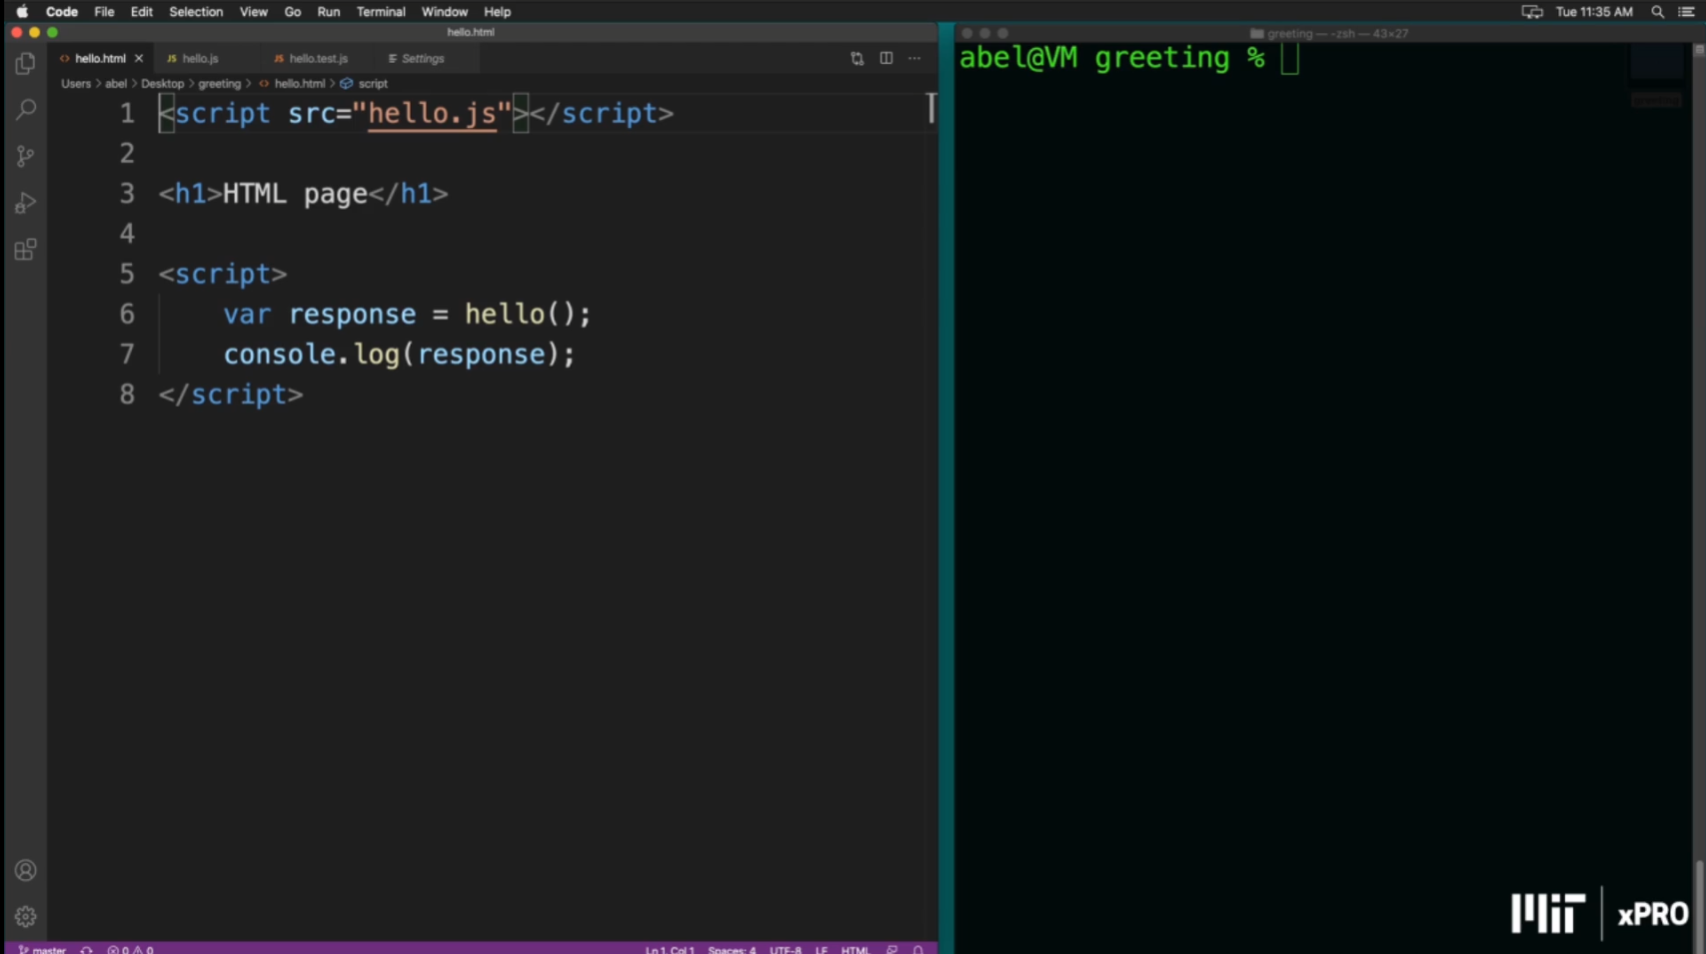 Code File Edit Selection View Go Run Terminal Window Help
Tue 11:35 AM
hello.html
hello.html
JS hello.js
JS hello.test.js
Settings
Users > abel > Desktop > greeting > hello.html > script
1 <script src="hello.js"></script>
2
3 <h1>HTML page</h1>
4
5 <script>
6 var response = hello();
7 console.log(response);
8 </script>
master 0 0
Ln 1, Col 1 Spaces: 4 UTF-8 LF HTML
greeting — -zsh — 43×27
abel@VM greeting %
MIT xPRO